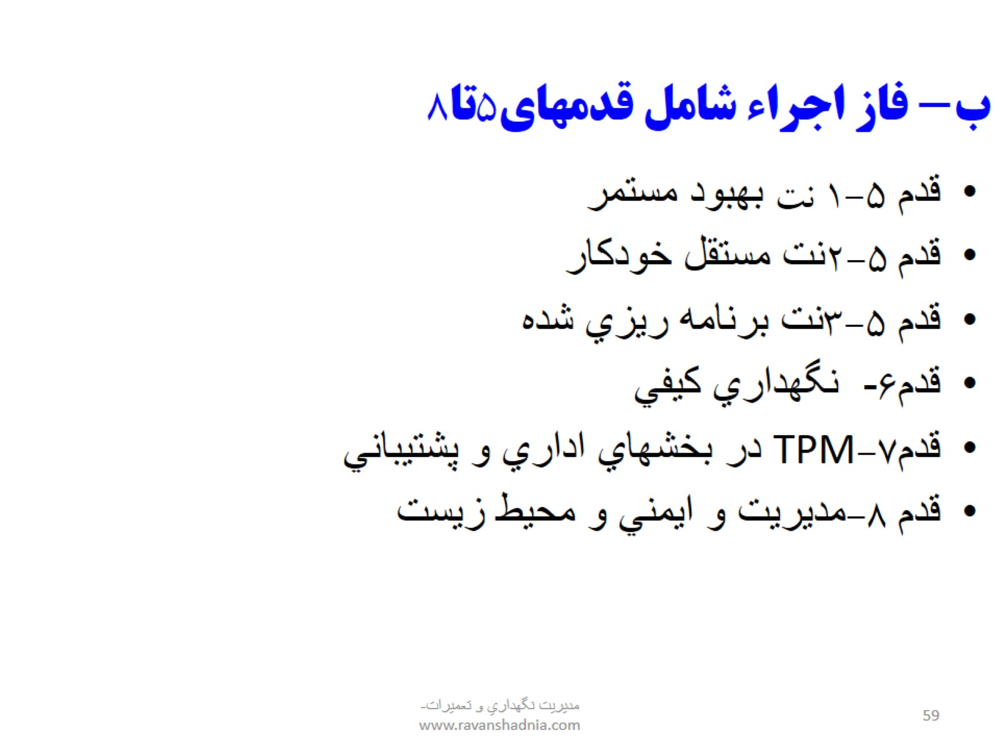 ب– فاز اجراء شامل قدمهای۵تا۸
• قدم ۵–۱ نت بهبود مستمر
• قدم ۵–۲نت مستقل خودکار
• قدم ۵–۳نت برنامه ريزي شده
• قدم۶- نگهداري کيفي
• قدم۷–TPM در بخشهاي اداري و پشتيباني
• قدم ۸–مديريت و ايمني و محيط زيست
مديريت نگهداري و تعميرات-
www.ravanshadnia.com
59